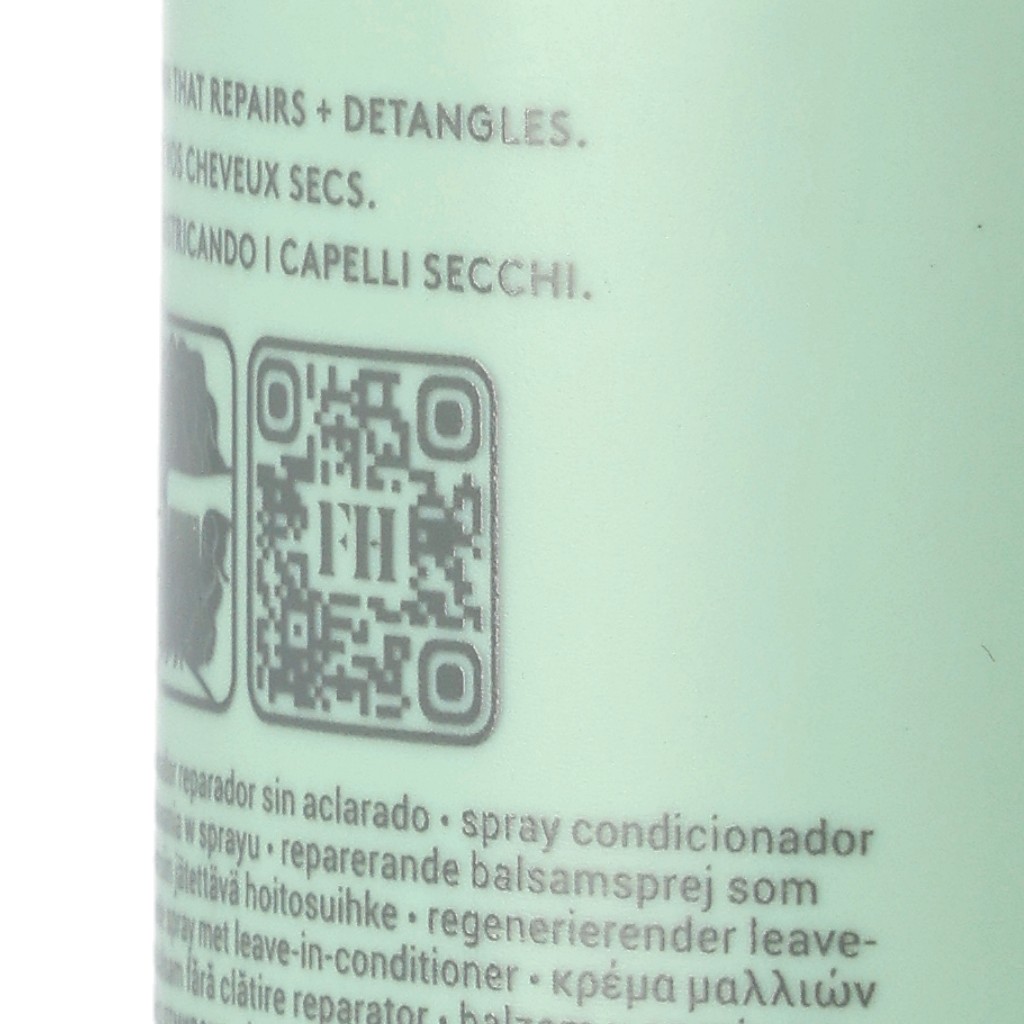 THAT REPAIRS + DETANGLES.
VOS CHEVEUX SECS.
I CAPELLI SECCHI.
FH
reparador sin aclarado • spray condicionador
w sprayu • reparerande balsamsprej som
jätettävä hoitosuihke • regenerierender leave-
spray met leave-in-conditioner • κρέμα μαλλιών
fără clătire reparator •